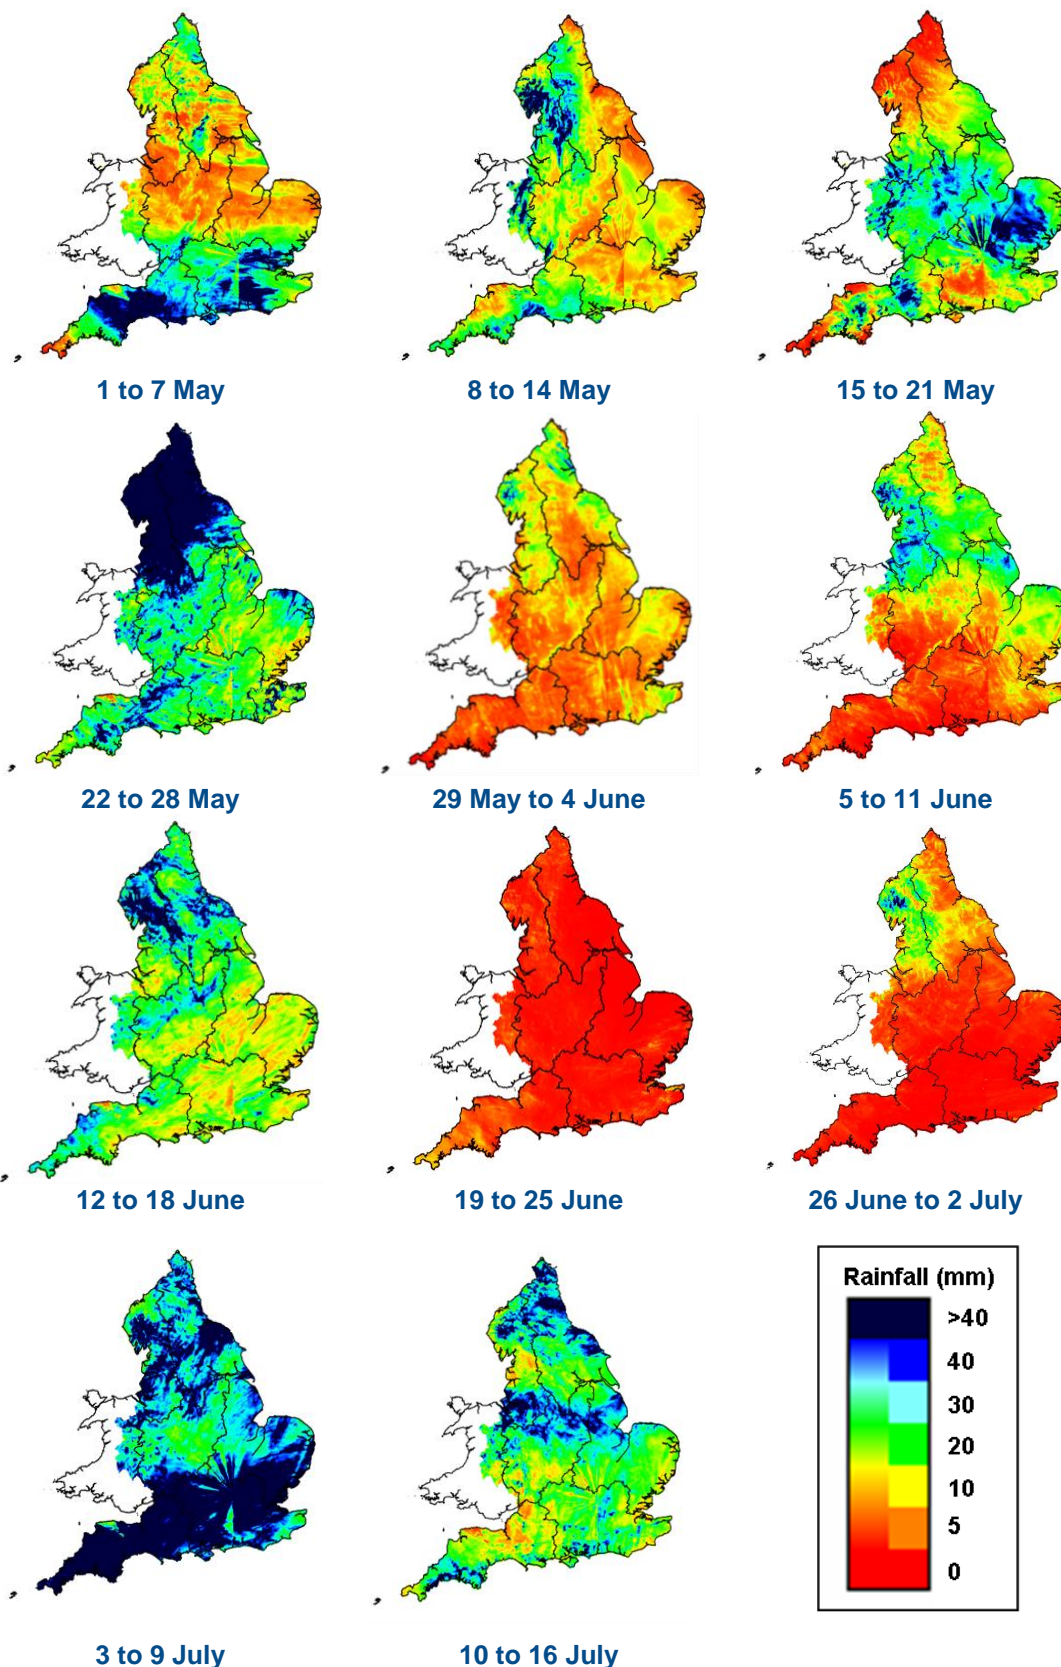 1 to 7 May
8 to 14 May
15 to 21 May
22 to 28 May
29 May to 4 June
5 to 11 June
12 to 18 June
19 to 25 June
26 June to 2 July
3 to 9 July
10 to 16 July
Rainfall (mm)
>40
40
30
20
10
5
0